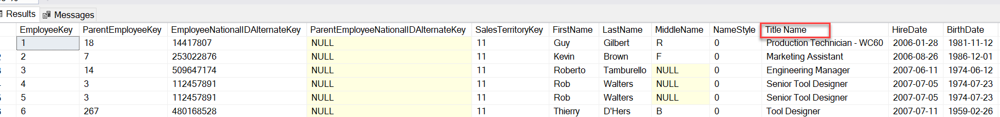 Results Messages
EmployeeKey ParentEmployeeKey EmployeeNationalIDAlternateKey ParentEmployeeNationalIDAlternateKey SalesTerritoryKey FirstName LastName MiddleName NameStyle Title Name HireDate BirthDate
1 18 14417807 NULL 11 Guy Gilbert R 0 Production Technician - WC60 2006-01-28 1981-11-12
2 7 253022876 NULL 11 Kevin Brown F 0 Marketing Assistant 2006-08-26 1986-12-01
3 14 509647174 NULL 11 Roberto Tamburello NULL 0 Engineering Manager 2007-06-11 1974-06-12
4 3 112457891 NULL 11 Rob Walters NULL 0 Senior Tool Designer 2007-07-05 1974-07-23
5 3 112457891 NULL 11 Rob Walters NULL 0 Senior Tool Designer 2007-07-05 1974-07-23
6 267 480168528 NULL 11 Thierry D'Hers B 0 Tool Designer 2007-07-11 1959-02-26